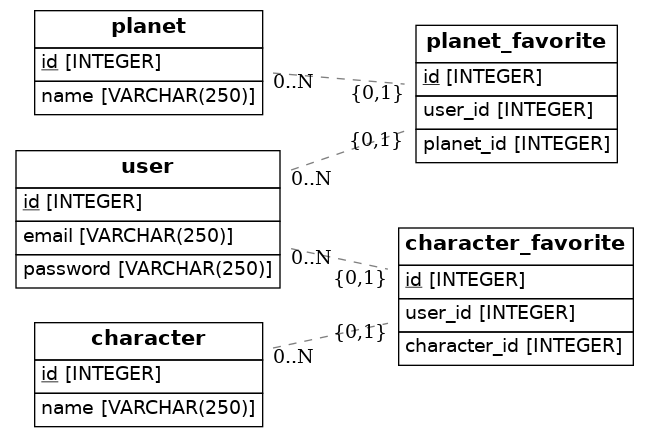 planet
id [INTEGER]
name [VARCHAR(250)]
user
id [INTEGER]
email [VARCHAR(250)]
password [VARCHAR(250)]
character
id [INTEGER]
name [VARCHAR(250)]
0..N
{0,1}
{0,1}
0..N
0..N
{0,1}
{0,1}
0..N
planet_favorite
id [INTEGER]
user_id [INTEGER]
planet_id [INTEGER]
character_favorite
id [INTEGER]
user_id [INTEGER]
character_id [INTEGER]